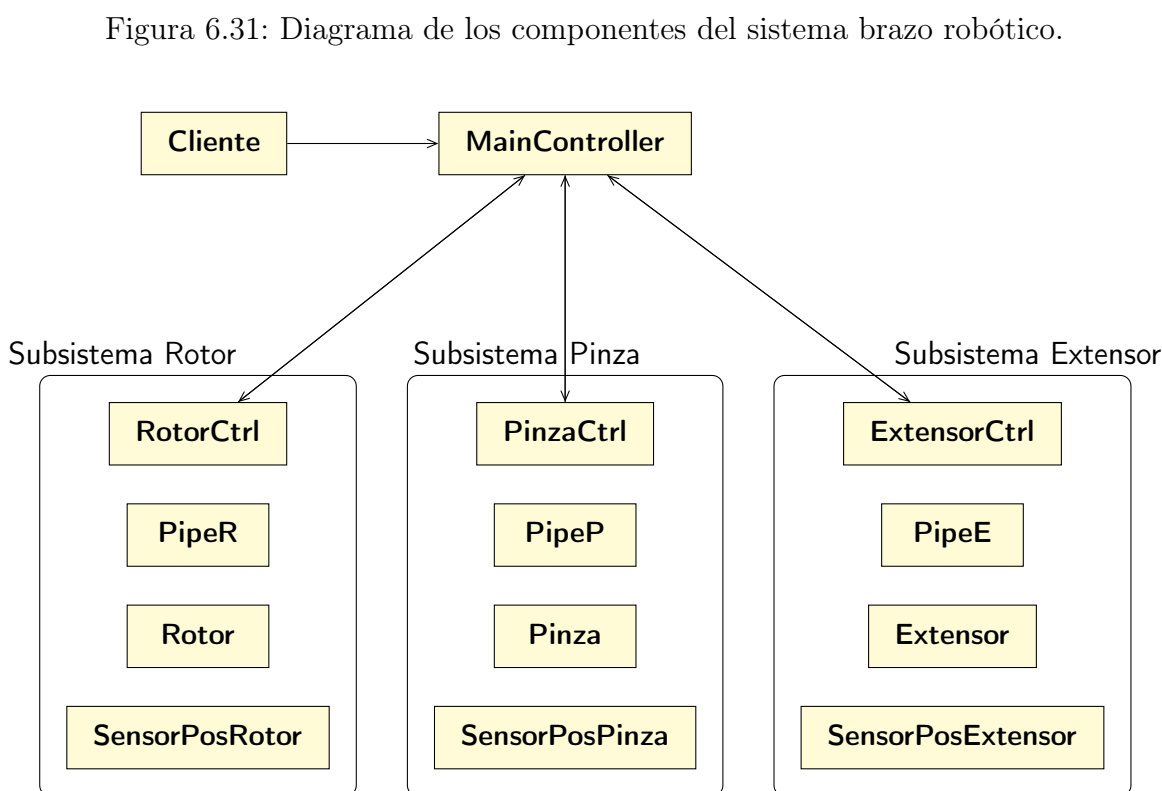 Figura 6.31: Diagrama de los componentes del sistema brazo robótico.
Cliente
MainController
Subsistema Rotor
Subsistema Pinza
Subsistema Extensor
RotorCtrl
PinzaCtrl
ExtensorCtrl
PipeR
PipeP
PipeE
Rotor
Pinza
Extensor
SensorPosRotor
SensorPosPinza
SensorPosExtensor